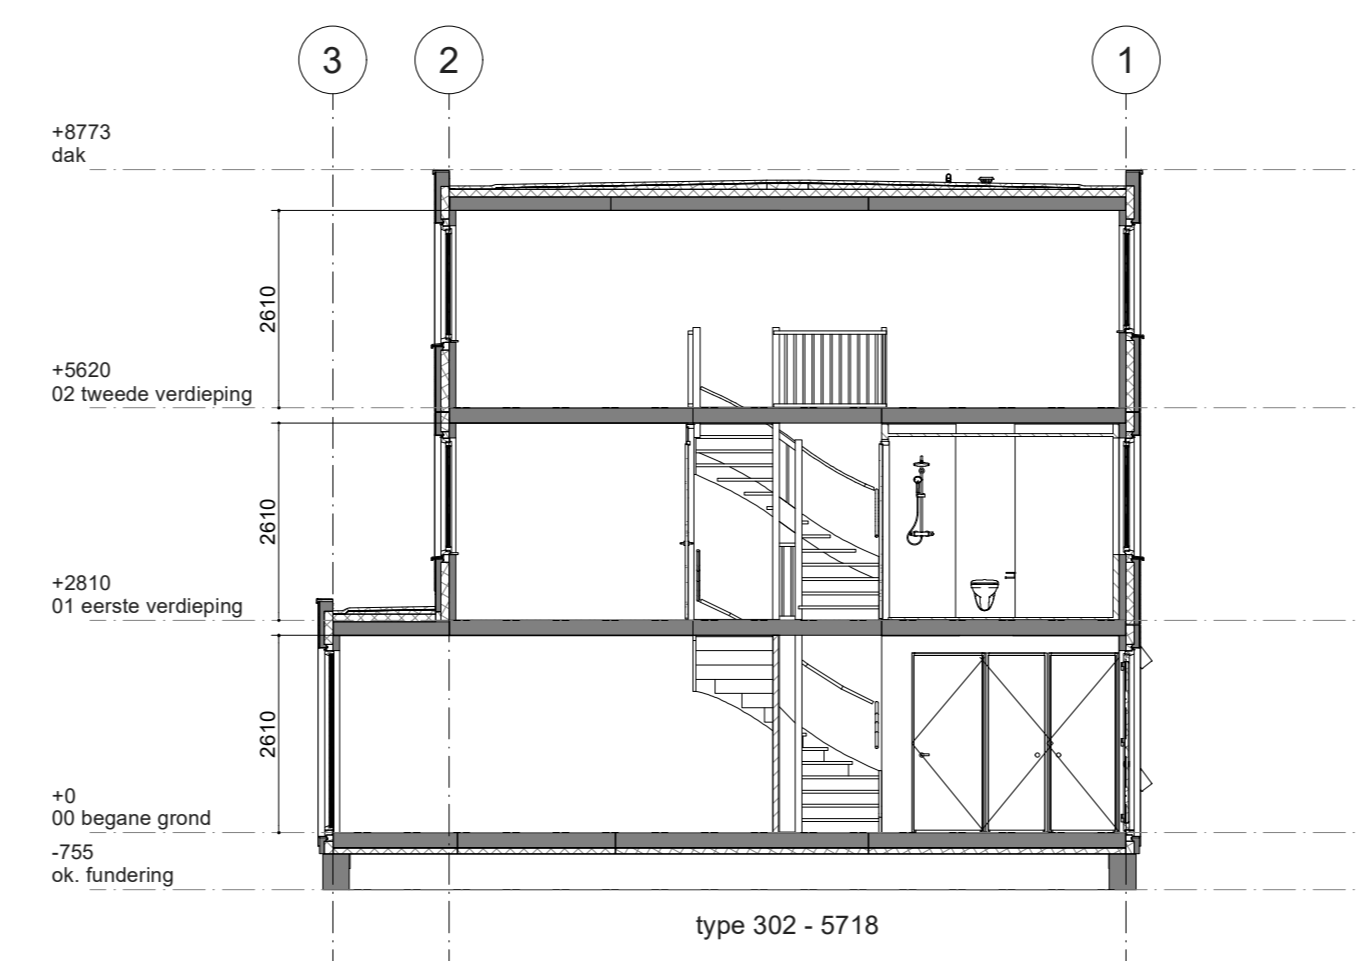 3
2
1
+8773
dak
2610
+5620
02 tweede verdieping
2610
+2810
01 eerste verdieping
2610
+0
00 begane grond
-755
ok. fundering
type 302 - 5718